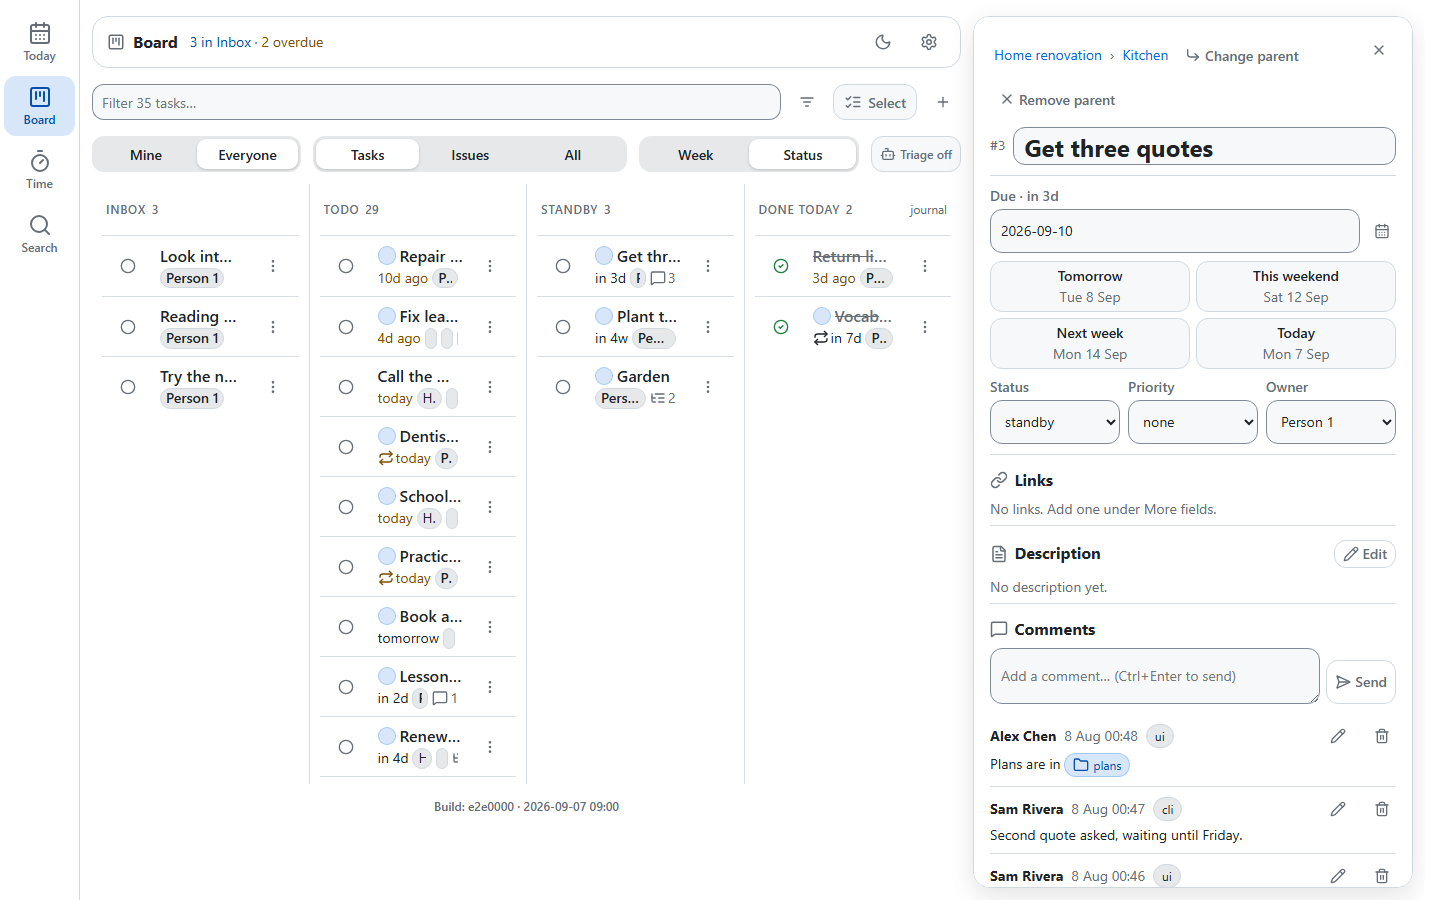 Today
Board
Time
Search
Board 3 in Inbox · 2 overdue
Filter 35 tasks...
Select
Mine Everyone
Tasks Issues All
Week Status
Triage off
INBOX 3
Look int...
Person 1
Reading ...
Person 1
Try the n...
Person 1
TODO 29
Repair ...
10d ago P..
Fix lea...
4d ago
Call the ...
today H.
Dentis...
today P.
School...
today H.
Practic...
today P.
Book a...
tomorrow
Lesson...
in 2d 1
Renew...
in 4d
STANDBY 3
Get thr...
in 3d 3
Plant t...
in 4w Pe...
Garden
Pers... 2
DONE TODAY 2 journal
Return li...
3d ago P...
Vocab...
in 7d P..
Build: e2e0000 · 2026-09-07 09:00
Home renovation › Kitchen Change parent
Remove parent
#3 Get three quotes
Due · in 3d
2026-09-10
Tomorrow
Tue 8 Sep
This weekend
Sat 12 Sep
Next week
Mon 14 Sep
Today
Mon 7 Sep
Status Priority Owner
standby none Person 1
Links
No links. Add one under More fields.
Description Edit
No description yet.
Comments
Add a comment... (Ctrl+Enter to send)
Send
Alex Chen 8 Aug 00:48 ui
Plans are in plans
Sam Rivera 8 Aug 00:47 cli
Second quote asked, waiting until Friday.
Sam Rivera 8 Aug 00:46 ui